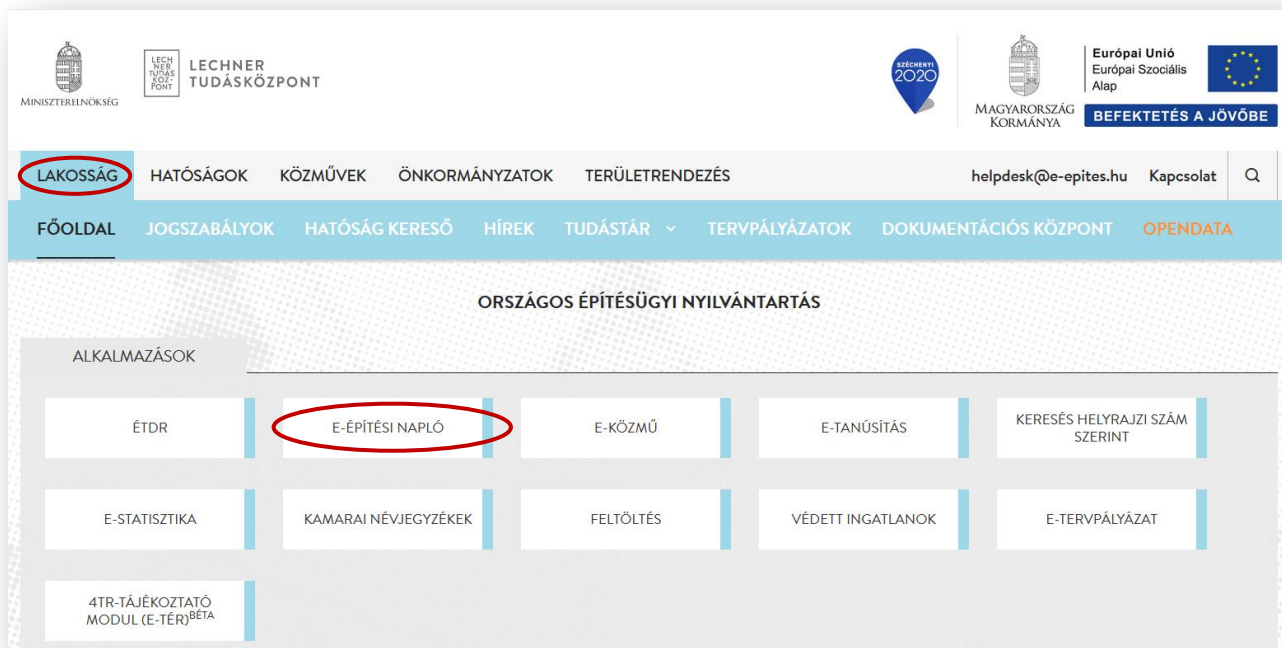 MINISZTERELNÖKSÉG
LECH
NER
TUDÁS
KÖZ-
PONT
LECHNER
TUDÁSKÖZPONT
SZÉCHENYI
2020
MAGYARORSZÁG
KORMÁNYA
Európai Unió
Európai Szociális
Alap
BEFEKTETÉS A JÖVŐBE
LAKOSSÁG HATÓSÁGOK KÖZMŰVEK ÖNKORMÁNYZATOK TERÜLETRENDEZÉS helpdesk@e-epites.hu Kapcsolat
FŐOLDAL JOGSZABÁLYOK HATÓSÁG KERESŐ HÍREK TUDÁSTÁR TERVPÁLYÁZATOK DOKUMENTÁCIÓS KÖZPONT OPENDATA
ORSZÁGOS ÉPÍTÉSÜGYI NYILVÁNTARTÁS
ALKALMAZÁSOK
ÉTDR
E-ÉPÍTÉSI NAPLÓ
E-KÖZMŰ
E-TANÚSÍTÁS
KERESÉS HELYRAJZI SZÁM
SZERINT
E-STATISZTIKA
KAMARAI NÉVJEGYZÉKEK
FELTÖLTÉS
VÉDETT INGATLANOK
E-TERVPÁLYÁZAT
4TR-TÁJÉKOZTATÓ
MODUL (E-TÉR)BÉTA